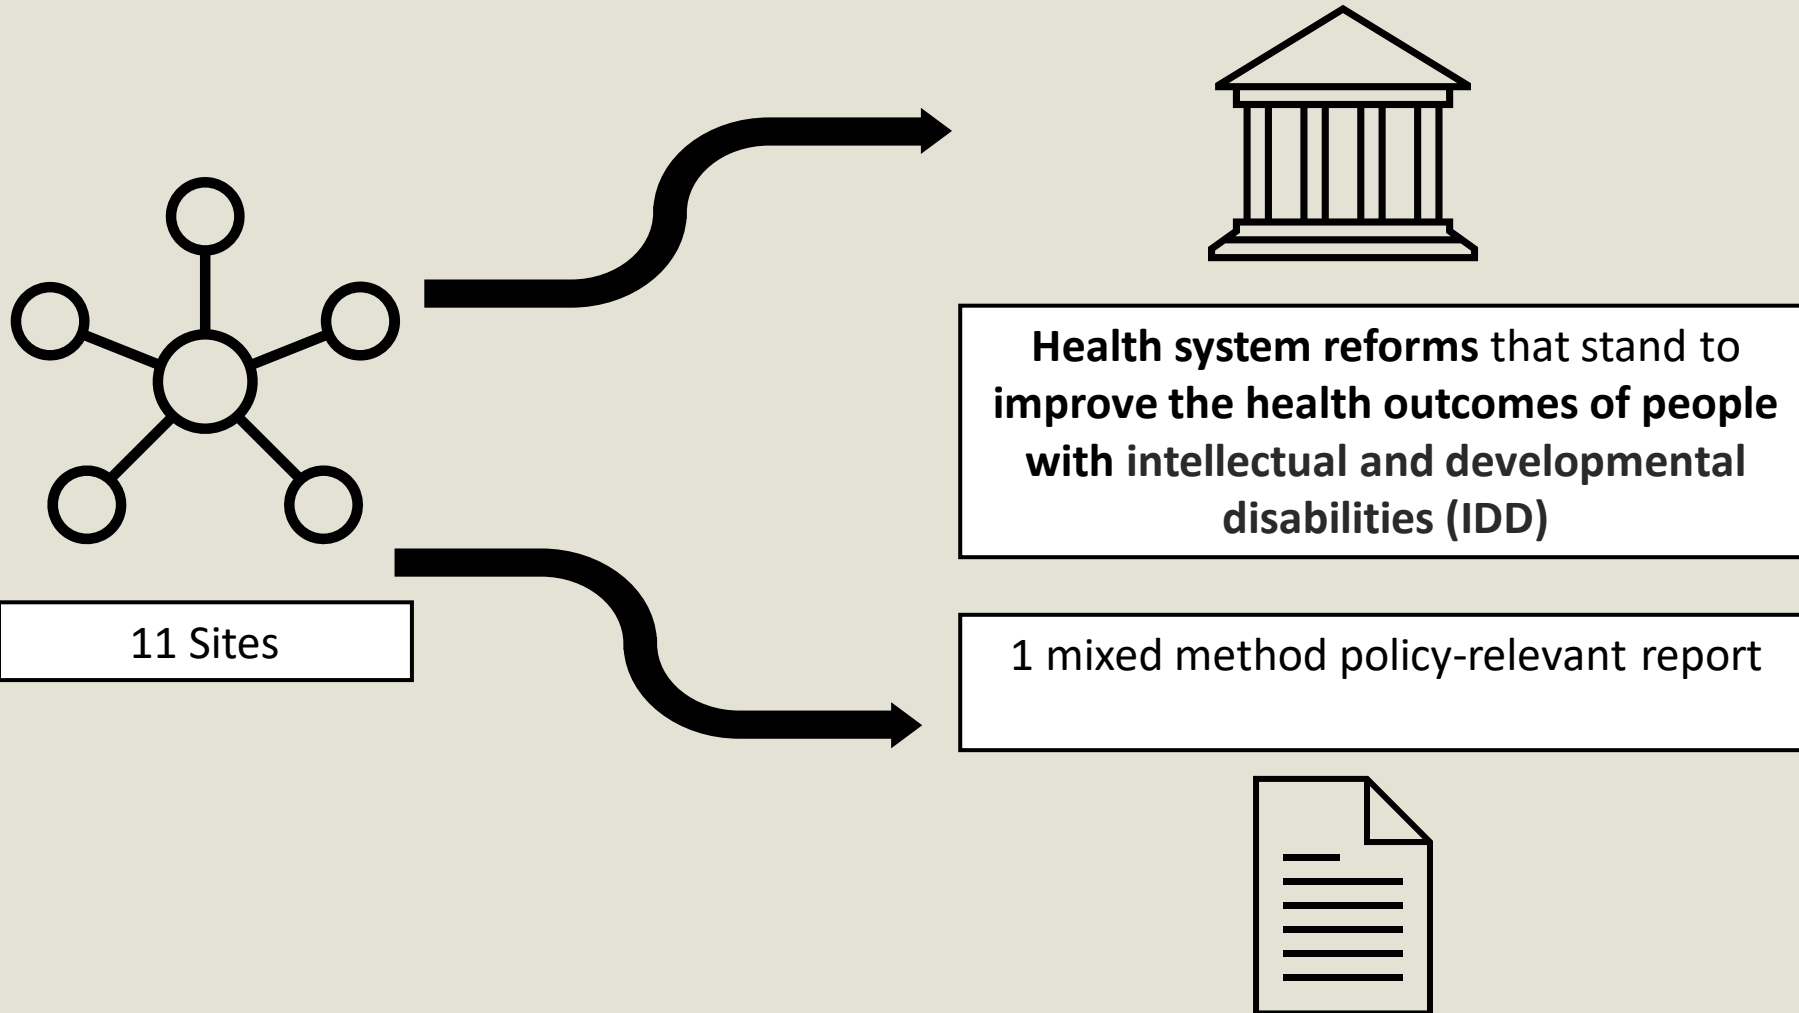 Health system reforms that stand to
improve the health outcomes of people
with intellectual and developmental
disabilities (IDD)
11 Sites
1 mixed method policy-relevant report